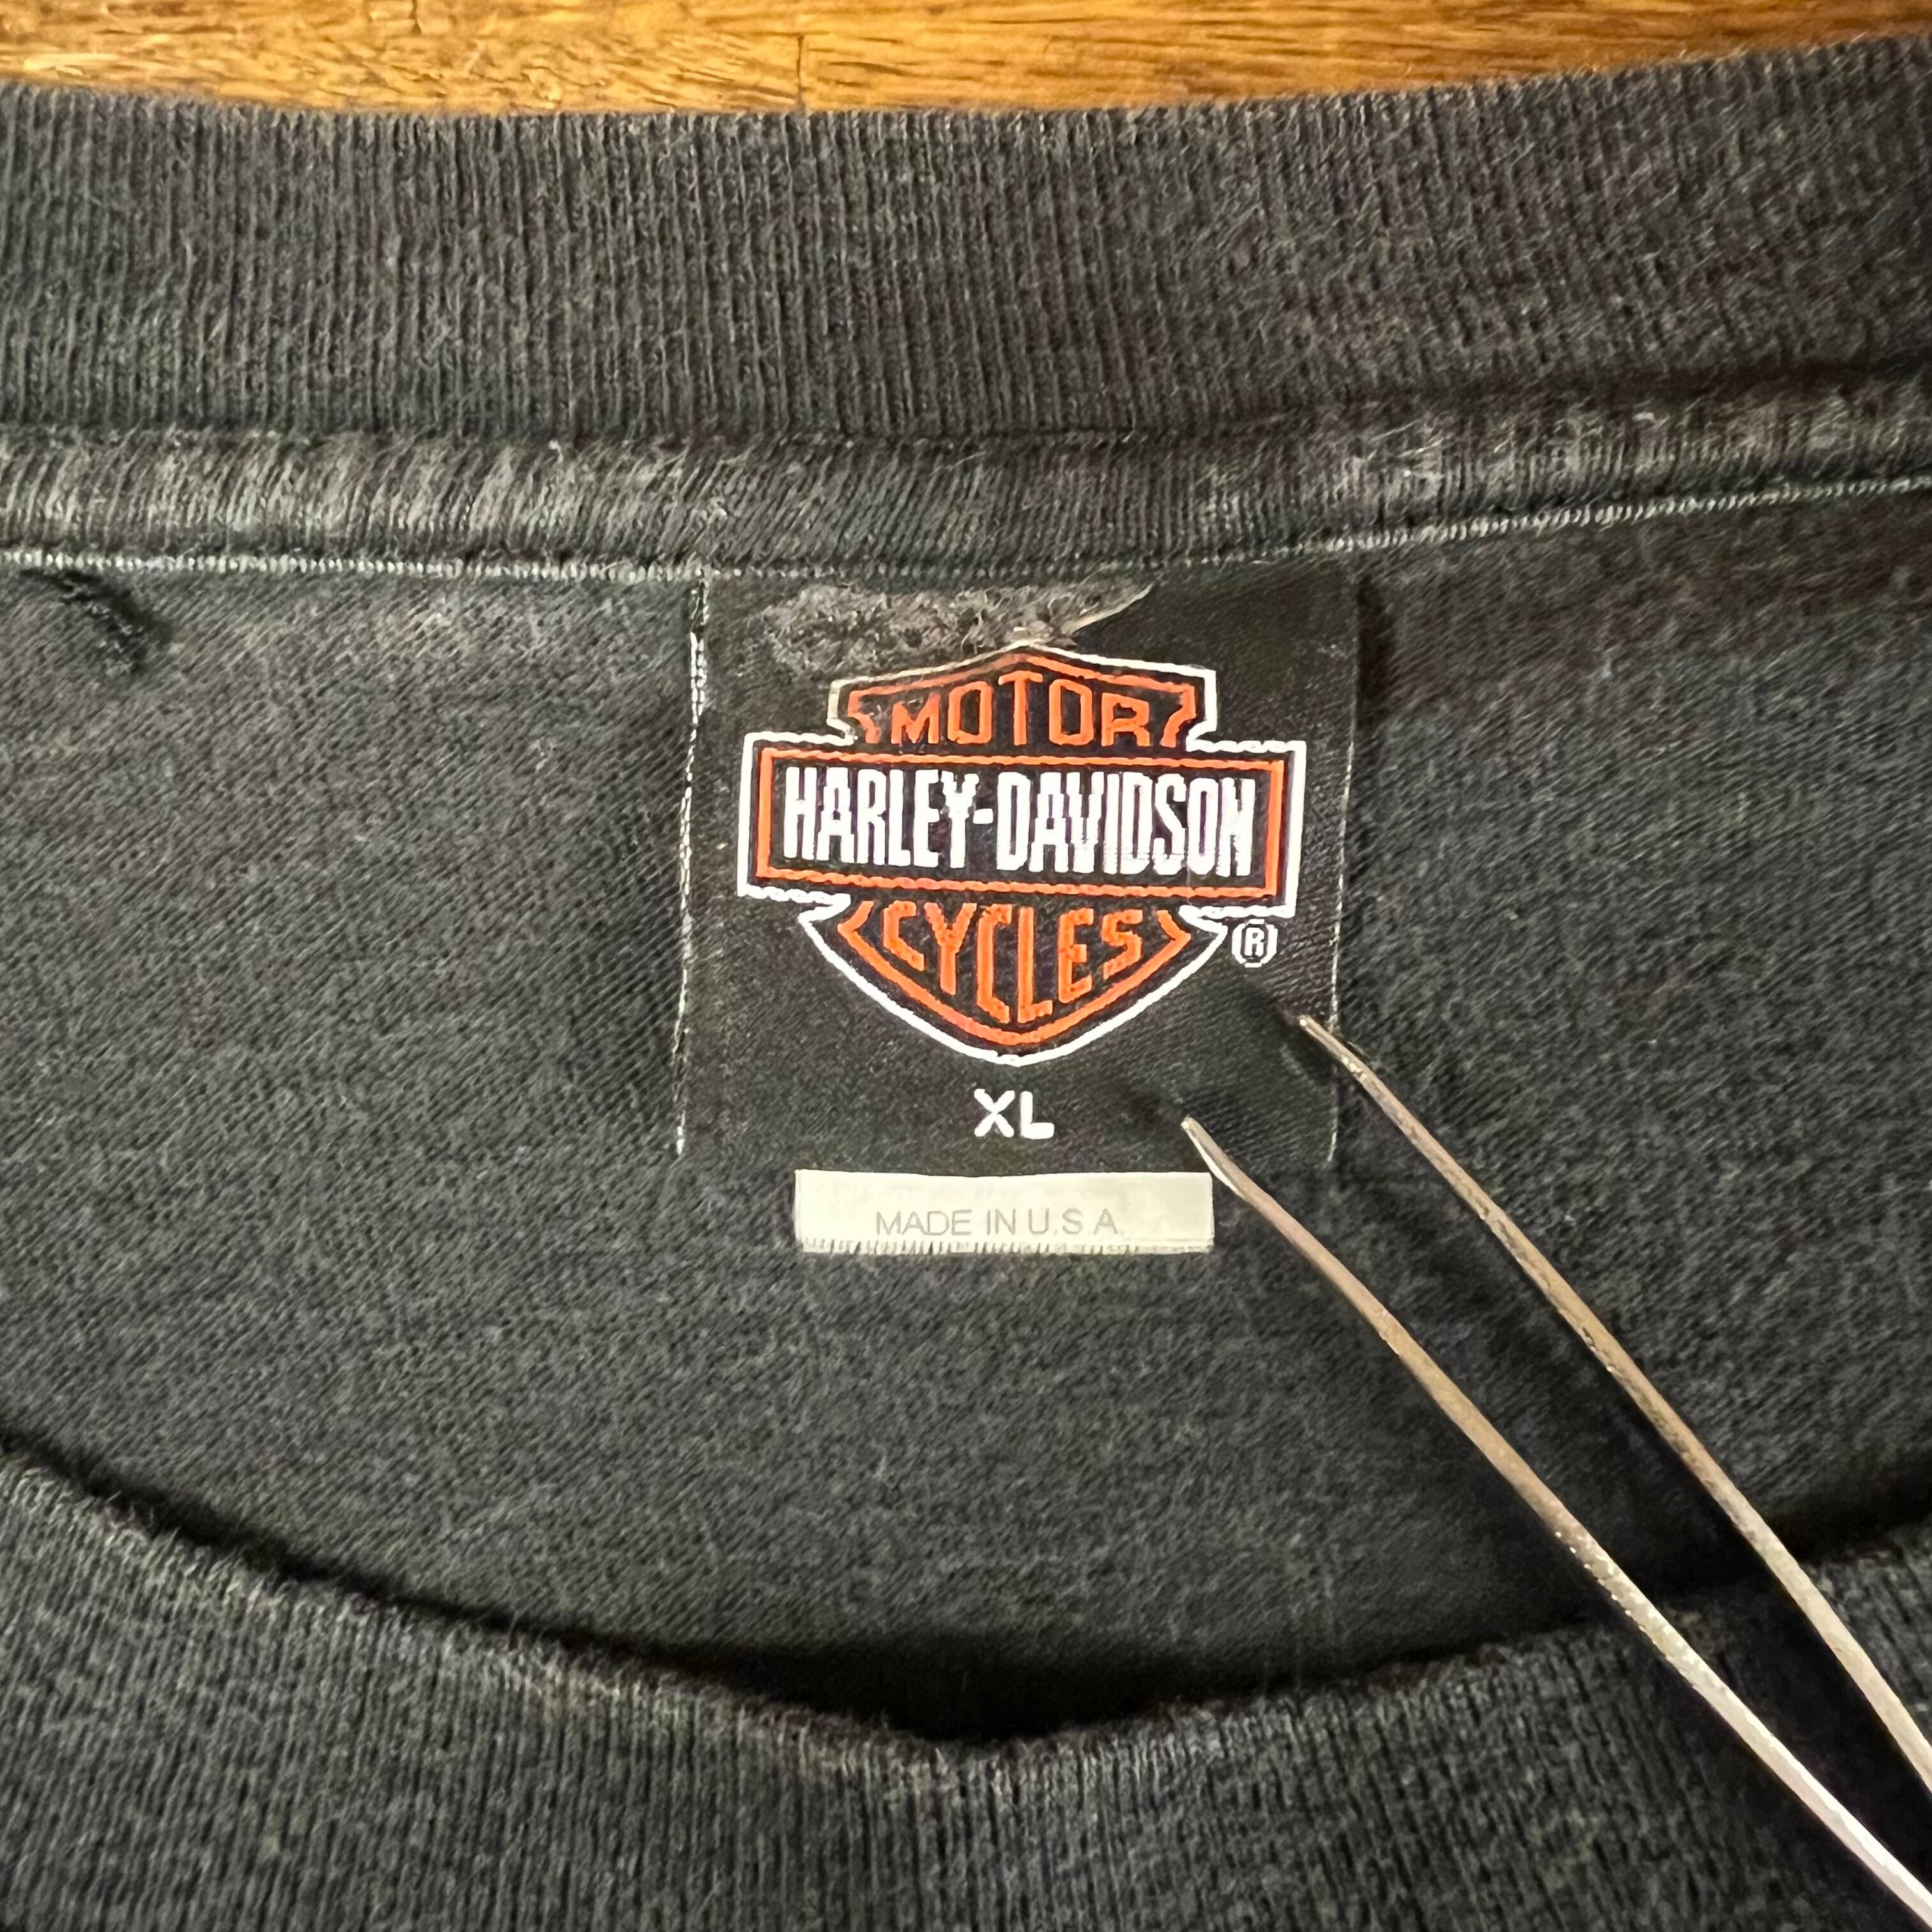 MOTOR
HARLEY-DAVIDSON
CYCLES
®
XL
MADE IN U.S.A.